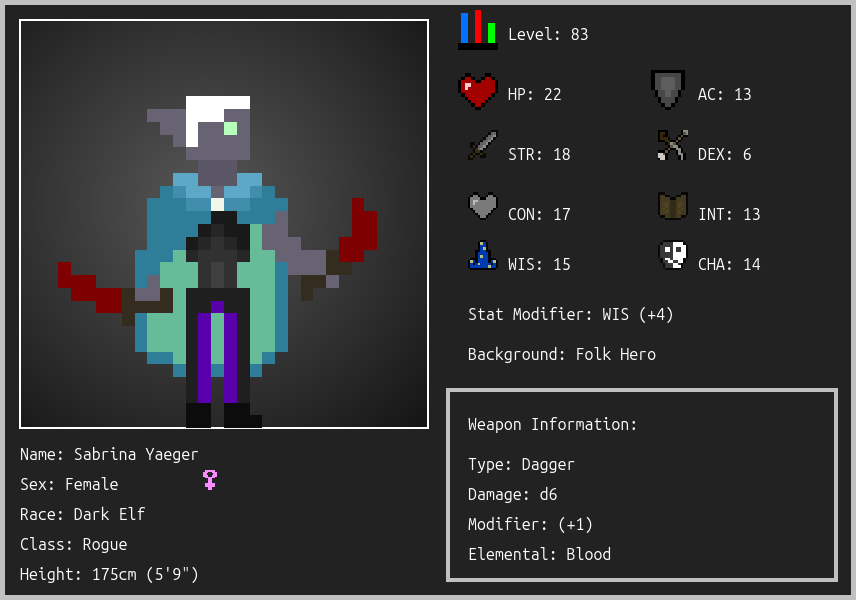 Level: 83
HP: 22
AC: 13
STR: 18
DEX: 6
CON: 17
INT: 13
WIS: 15
CHA: 14
Stat Modifier: WIS (+4)
Background: Folk Hero
Weapon Information:
Type: Dagger
Damage: d6
Modifier: (+1)
Elemental: Blood
Name: Sabrina Yaeger
Sex: Female
Race: Dark Elf
Class: Rogue
Height: 175cm (5'9")